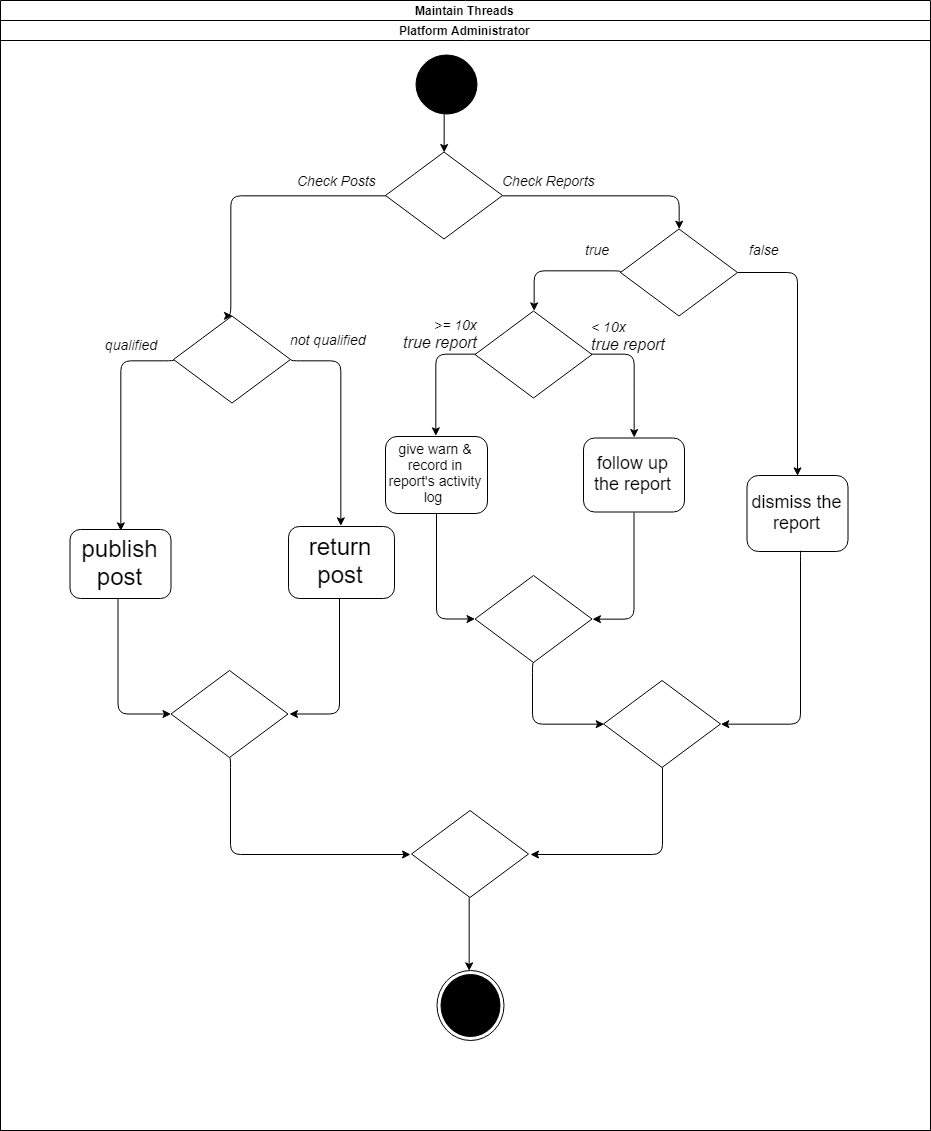 Maintain Threads
Platform Administrator
Check Posts
Check Reports
true
false
>= 10x
true report
< 10x
true report
qualified
not qualified
give warn &
record in
report's activity
log
follow up
the report
dismiss the
report
publish
post
return
post